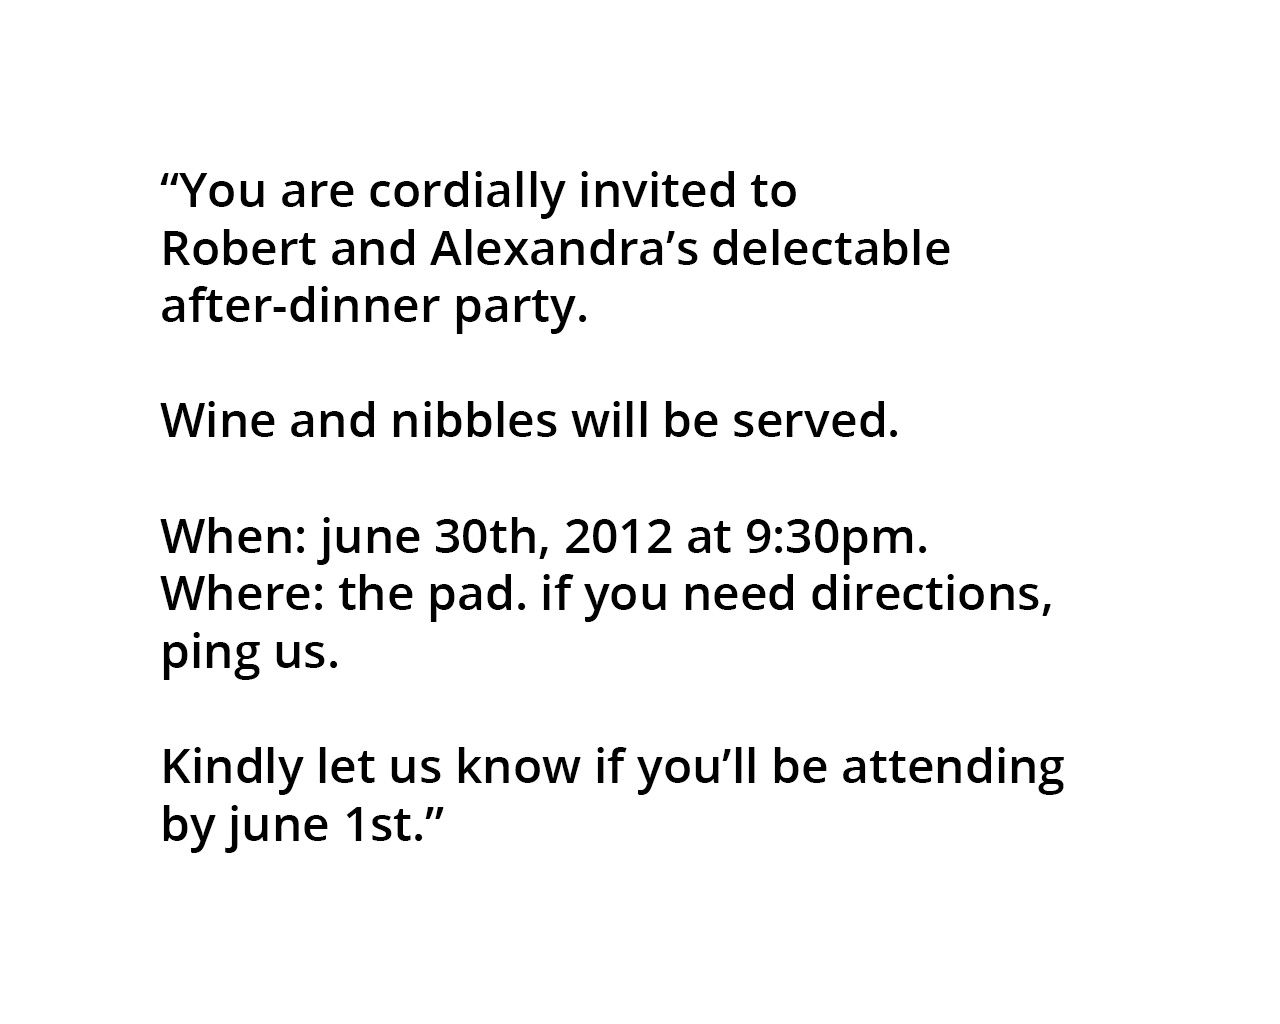 “You are cordially invited to
Robert and Alexandra’s delectable
after-dinner party.
Wine and nibbles will be served.
When: june 30th, 2012 at 9:30pm.
Where: the pad. if you need directions,
ping us.
Kindly let us know if you’ll be attending
by june 1st.”